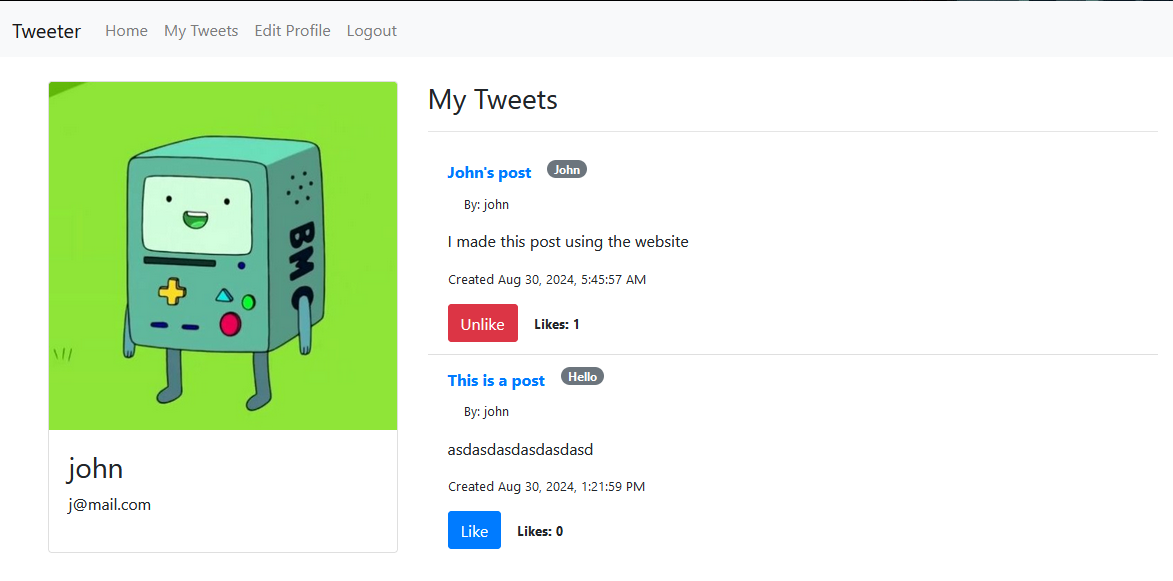 Tweeter Home My Tweets Edit Profile Logout
BMO
john
j@mail.com
My Tweets
John's post John
By: john
I made this post using the website
Created Aug 30, 2024, 5:45:57 AM
Unlike Likes: 1
This is a post Hello
By: john
asdasdasdasdasdasd
Created Aug 30, 2024, 1:21:59 PM
Like Likes: 0